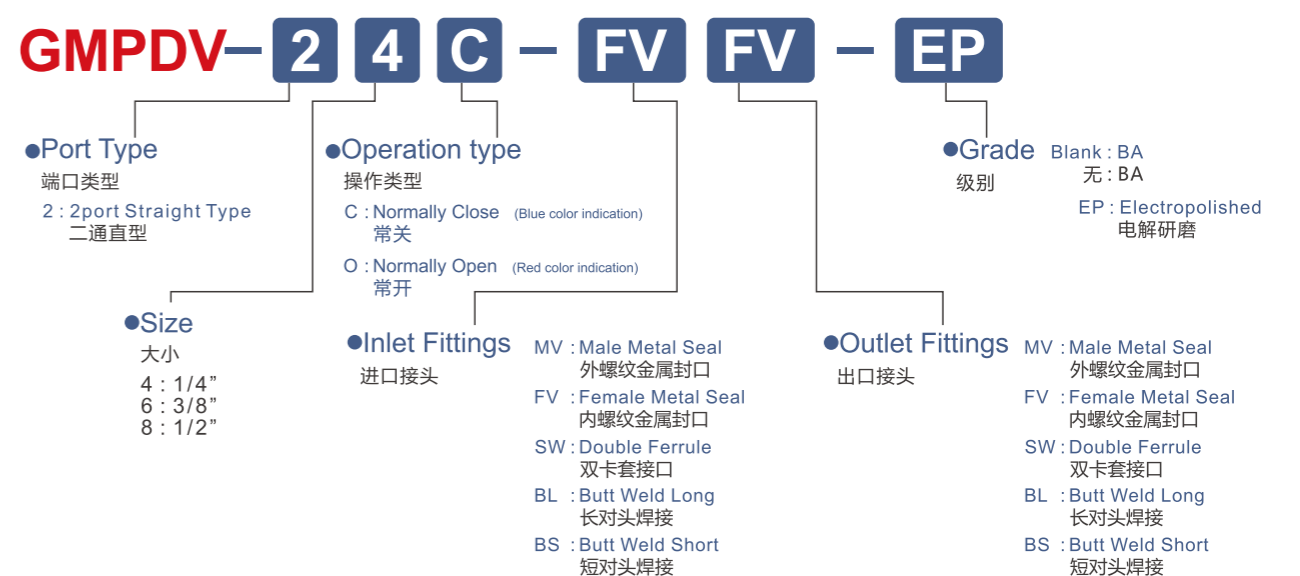 GMPDV-24C-FV FV-EP
●Port Type
端口类型
2 : 2port Straight Type
二通直型
●Size
大小
4 : 1/4”
6 : 3/8”
8 : 1/2”
●Operation type
操作类型
C : Normally Close (Blue color indication)
常关
O : Normally Open (Red color indication)
常开
●Inlet Fittings
进口接头
MV : Male Metal Seal
外螺纹金属封口
FV : Female Metal Seal
内螺纹金属封口
SW : Double Ferrule
双卡套接口
BL : Butt Weld Long
长对头焊接
BS : Butt Weld Short
短对头焊接
●Outlet Fittings
出口接头
MV : Male Metal Seal
外螺纹金属封口
FV : Female Metal Seal
内螺纹金属封口
SW : Double Ferrule
双卡套接口
BL : Butt Weld Long
长对头焊接
BS : Butt Weld Short
短对头焊接
●Grade
级别
Blank : BA
无 : BA
EP : Electropolished
电解研磨